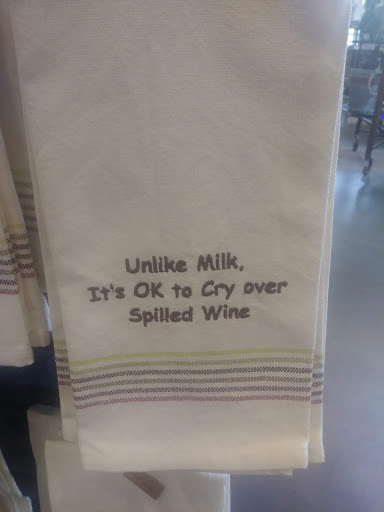 Unlike Milk,
It's OK to Cry over
Spilled Wine